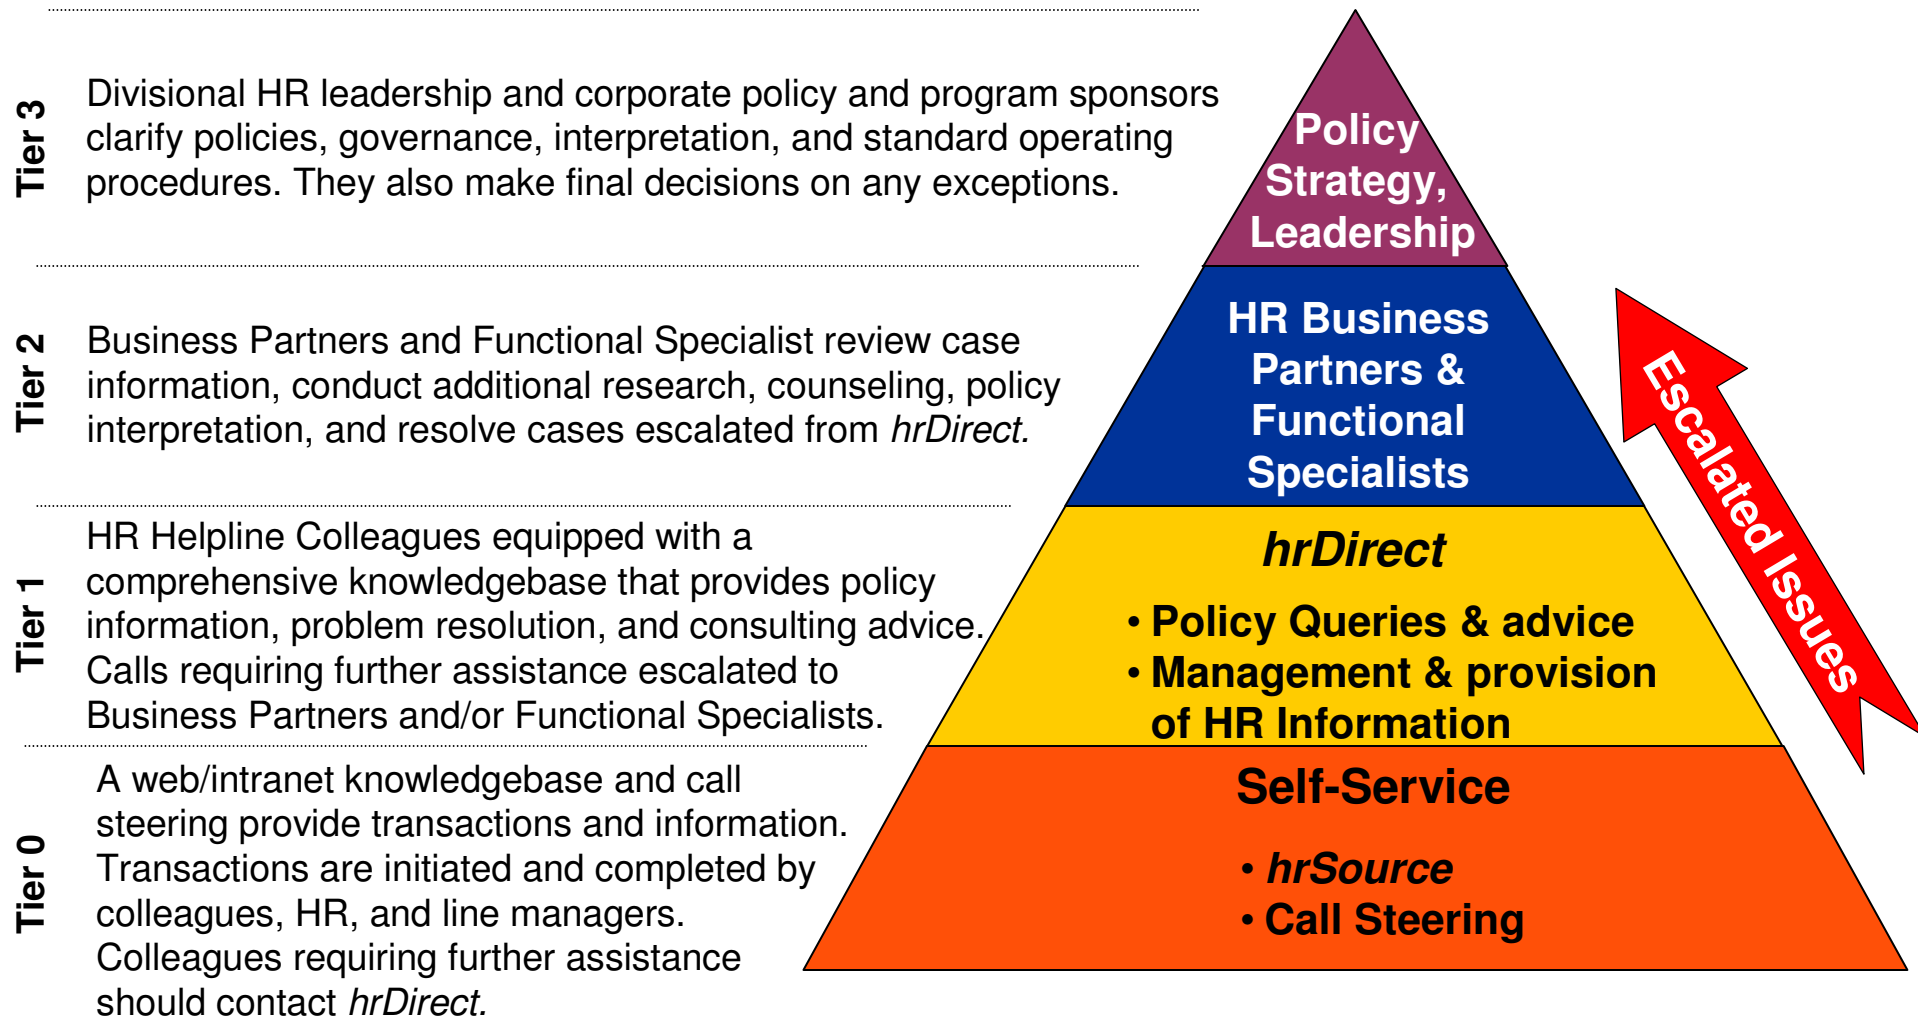 Tier 3
Divisional HR leadership and corporate policy and program sponsors
clarify policies, governance, interpretation, and standard operating
procedures. They also make final decisions on any exceptions.
Policy
Strategy,
Leadership
Tier 2
Business Partners and Functional Specialist review case
information, conduct additional research, counseling, policy
interpretation, and resolve cases escalated from hrDirect.
HR Business
Partners &
Functional
Specialists
Escalated Issues
Tier 1
HR Helpline Colleagues equipped with a
comprehensive knowledgebase that provides policy
information, problem resolution, and consulting advice.
Calls requiring further assistance escalated to
Business Partners and/or Functional Specialists.
hrDirect
• Policy Queries & advice
• Management & provision
of HR Information
Tier 0
A web/intranet knowledgebase and call
steering provide transactions and information.
Transactions are initiated and completed by
colleagues, HR, and line managers.
Colleagues requiring further assistance
should contact hrDirect.
Self-Service
• hrSource
• Call Steering